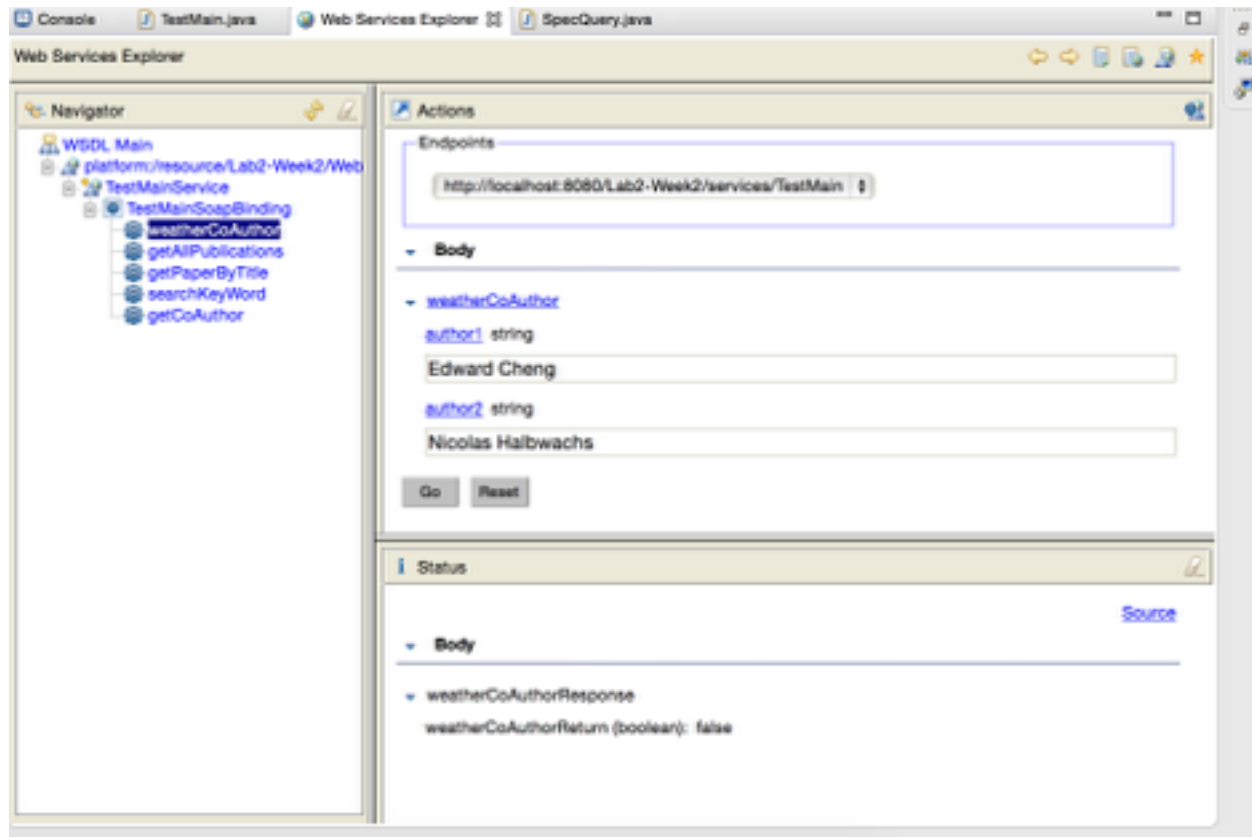 Console TestMain.java Web Services Explorer SpecQuery.java
Web Services Explorer
Navigator
WSDL Main
platform:/resource/Lab2-Week2/Web
TestMainService
TestMainSoapBinding
weatherCoAuthor
getAllPublications
getPaperByTitle
searchKeyWord
getCoAuthor
Actions
Endpoints
http://localhost:8080/Lab2-Week2/services/TestMain
Body
weatherCoAuthor
author1 string
Edward Cheng
author2 string
Nicolas Halbwachs
Go Reset
i Status
Source
Body
weatherCoAuthorResponse
weatherCoAuthorReturn (boolean): false